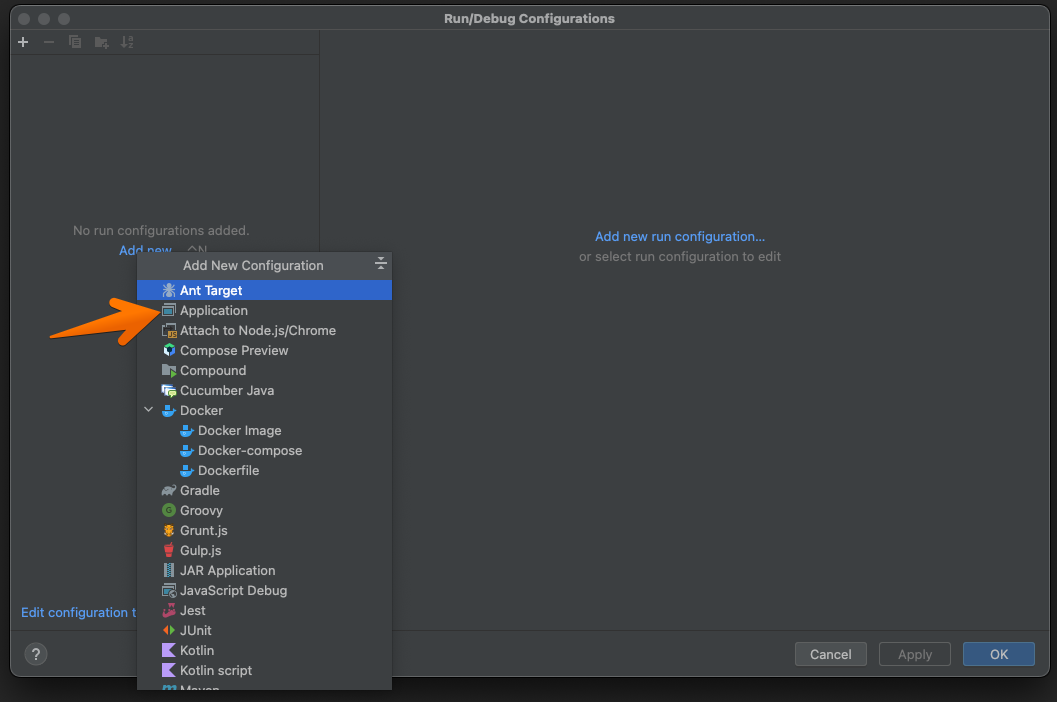 Run/Debug Configurations
No run configurations added.
Add new... ^N
Add new run configuration...
or select run configuration to edit
Add New Configuration
Ant Target
Application
Attach to Node.js/Chrome
Compose Preview
Compound
Cucumber Java
Docker
Docker Image
Docker-compose
Dockerfile
Gradle
Groovy
Grunt.js
Gulp.js
JAR Application
JavaScript Debug
Jest
JUnit
Kotlin
Kotlin script
Maven
Edit configuration t
?
Cancel
Apply
OK